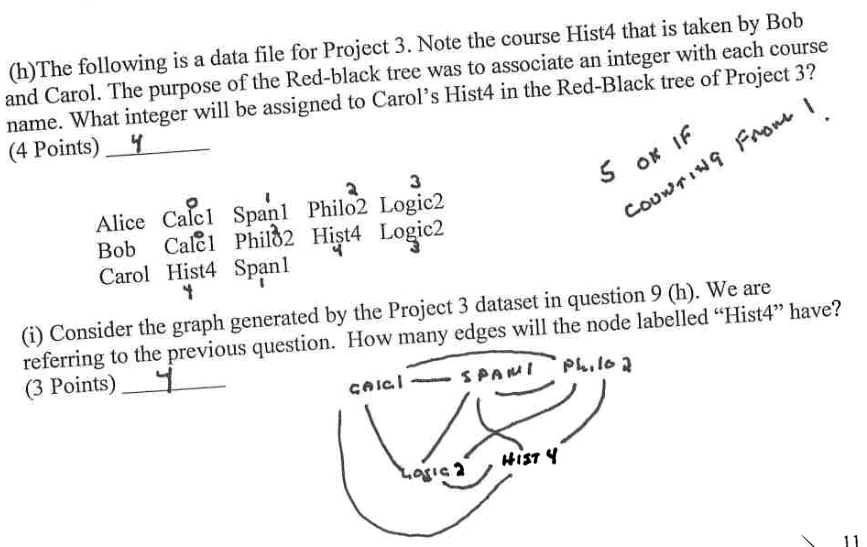 (h)The following is a data file for Project 3. Note the course Hist4 that is taken by Bob
and Carol. The purpose of the Red-black tree was to associate an integer with each course
name. What integer will be assigned to Carol's Hist4 in the Red-Black tree of Project 3?
(4 Points) 4
5 OK IF
COUNTING FROM 1.
0 1 2 3
Alice Calc1 Span1 Philo2 Logic2
Bob Calc1 Philo2 Hist4 Logic2
0 2 4 3
Carol Hist4 Span1
4 1
(i) Consider the graph generated by the Project 3 dataset in question 9 (h). We are
referring to the previous question. How many edges will the node labelled "Hist4" have?
(3 Points) 4
CALC1 SPAN1 Philo2
Logic2 HIST 4
11